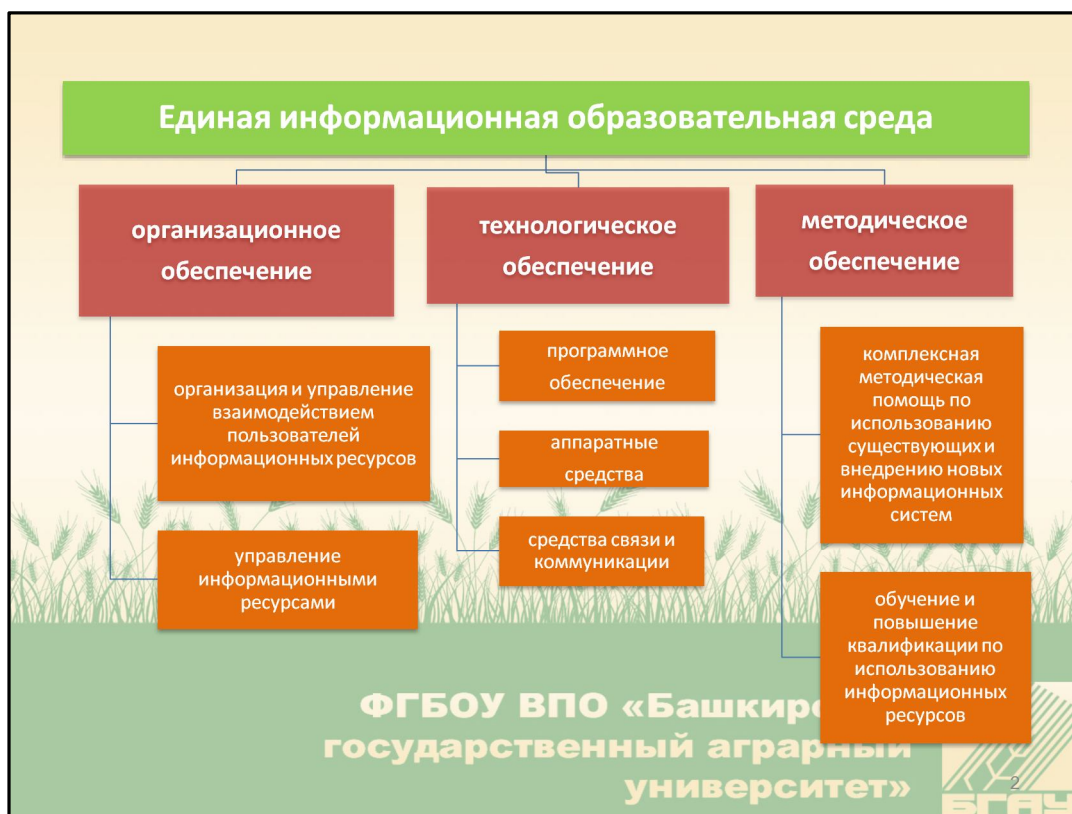 Единая информационная образовательная среда
организационное
обеспечение
организация и управление
взаимодействием
пользователей
информационных ресурсов
управление
информационными
ресурсами
технологическое
обеспечение
программное
обеспечение
аппаратные
средства
средства связи и
коммуникации
методическое
обеспечение
комплексная
методическая
помощь по
использованию
существующих и
внедрению новых
информационных
систем
обучение и
повышение
квалификации по
использованию
информационных
ресурсов
ФГБОУ ВПО «Башкирс
государственный аграрный
университет»
БГАУ
2